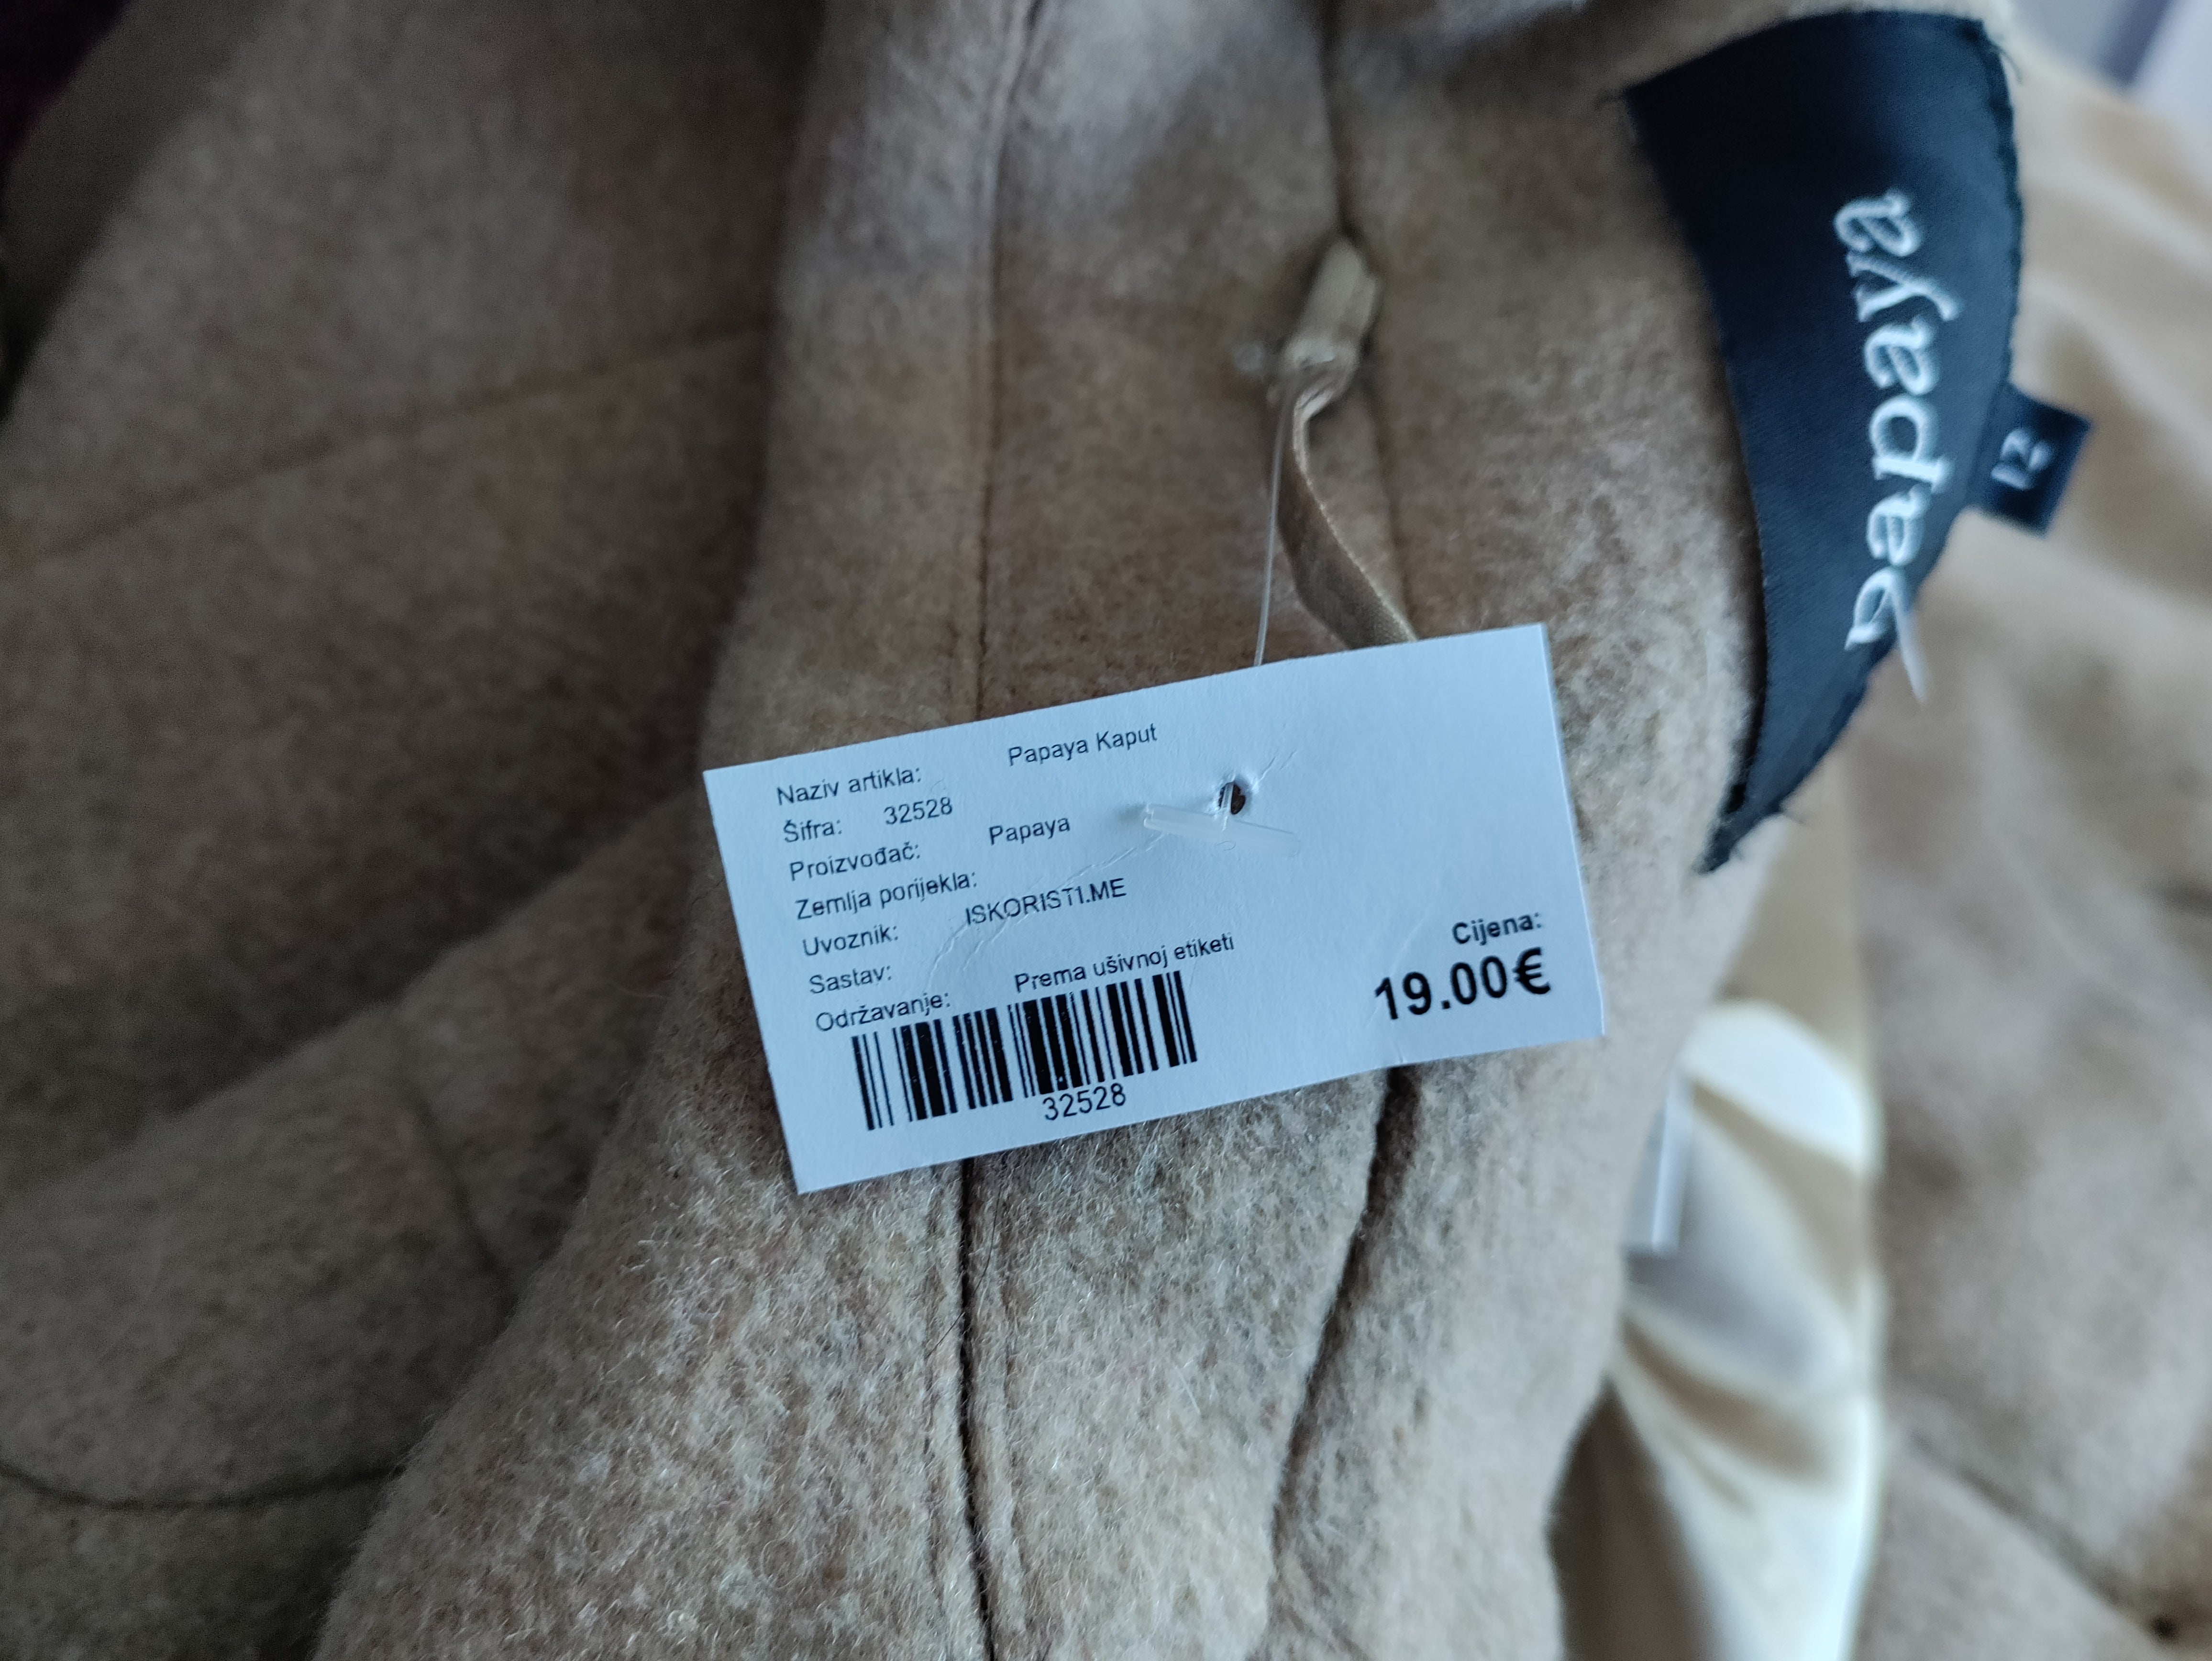 papaya
12
Naziv artikla: Papaya Kaput
Šifra: 32528
Proizvođač: Papaya
Zemlja porijekla:
Uvoznik: ISKORISTI.ME
Sastav:
Održavanje: Prema ušivnoj etiketi
32528
Cijena:
19.00€